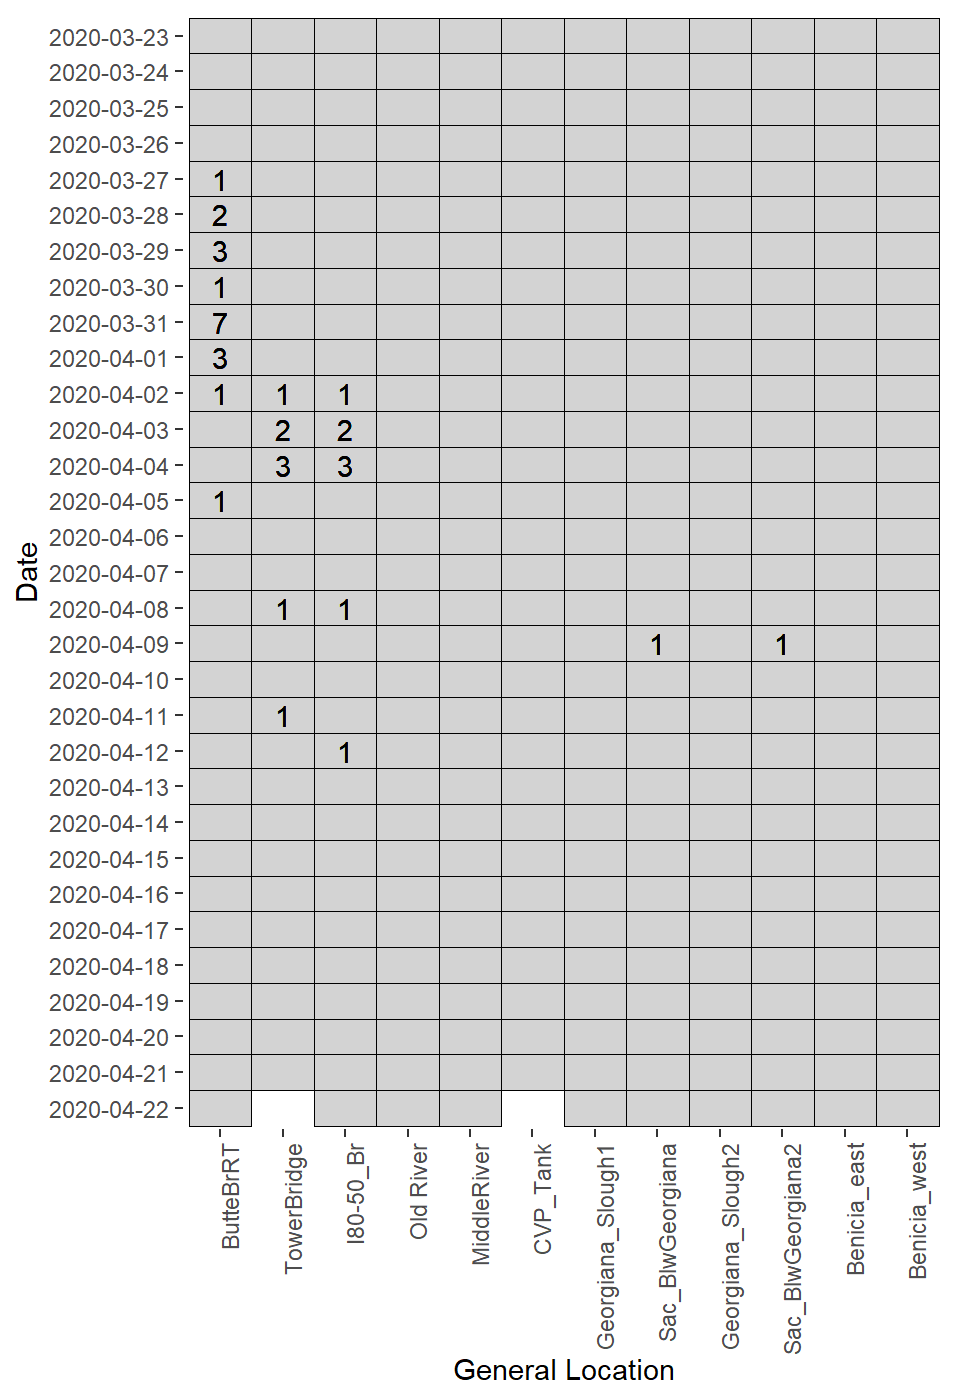 2020-03-23
2020-03-24
2020-03-25
2020-03-26
2020-03-27 1
2020-03-28 2
2020-03-29 3
2020-03-30 1
2020-03-31 7
2020-04-01 3
2020-04-02 1 1 1
2020-04-03 2 2
2020-04-04 3 3
2020-04-05 1
2020-04-06
2020-04-07
2020-04-08 1 1
2020-04-09 1 1
2020-04-10
2020-04-11 1
2020-04-12 1
2020-04-13
2020-04-14
2020-04-15
2020-04-16
2020-04-17
2020-04-18
2020-04-19
2020-04-20
2020-04-21
2020-04-22
Date
ButteBrRT
TowerBridge
I80-50_Br
Old River
MiddleRiver
CVP_Tank
Georgiana_Slough1
Sac_BlwGeorgiana
Georgiana_Slough2
Sac_BlwGeorgiana2
Benicia_east
Benicia_west
General Location